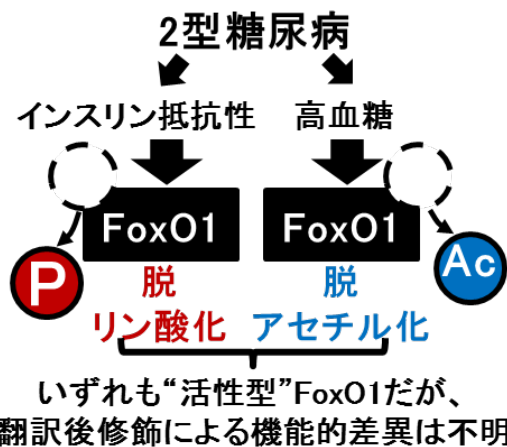 2型糖尿病
インスリン抵抗性 高血糖
FoxO1 FoxO1
P 脱 脱 Ac
リン酸化 アセチル化
いずれも“活性型”FoxO1だが、
翻訳後修飾による機能的差異は不明